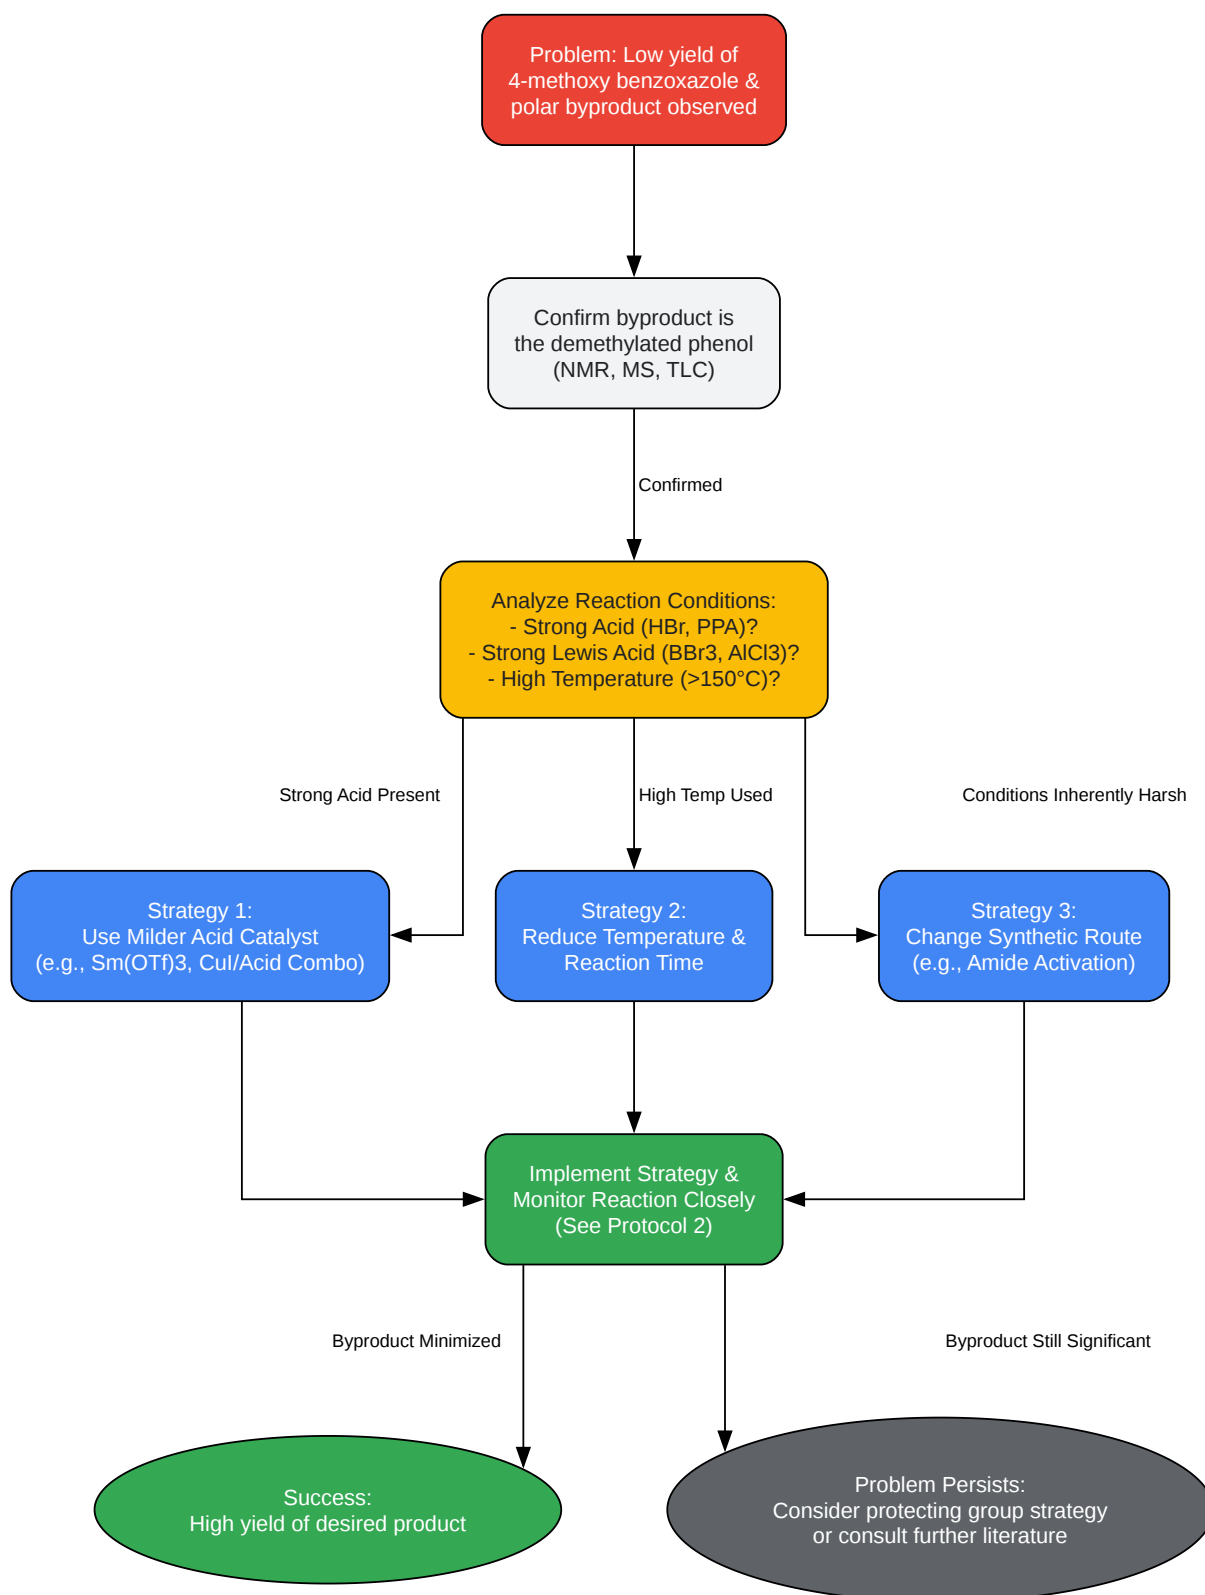 Problem: Low yield of
4-methoxy benzoxazole &
polar byproduct observed
Confirm byproduct is
the demethylated phenol
(NMR, MS, TLC)
Confirmed
Analyze Reaction Conditions:
- Strong Acid (HBr, PPA)?
- Strong Lewis Acid (BBr3, AlCl3)?
- High Temperature (>150°C)?
Strong Acid Present
High Temp Used
Conditions Inherently Harsh
Strategy 1:
Use Milder Acid Catalyst
(e.g., Sm(OTf)3, CuI/Acid Combo)
Strategy 2:
Reduce Temperature &
Reaction Time
Strategy 3:
Change Synthetic Route
(e.g., Amide Activation)
Implement Strategy &
Monitor Reaction Closely
(See Protocol 2)
Byproduct Minimized
Byproduct Still Significant
Success:
High yield of desired product
Problem Persists:
Consider protecting group strategy
or consult further literature